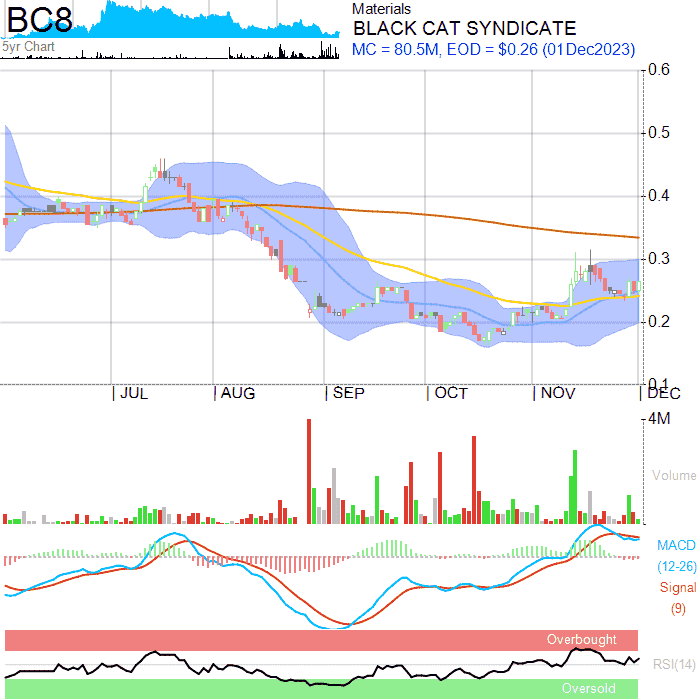 BC8
5yr Chart
Materials
BLACK CAT SYNDICATE
MC = 80.5M, EOD = $0.26 (01Dec2023)
0.6
0.5
0.4
0.3
0.2
0.1
| JUL | AUG | SEP | OCT | NOV | DEC
4M
Volume
MACD
(12-26)
Signal
(9)
Overbought
RSI(14)
Oversold